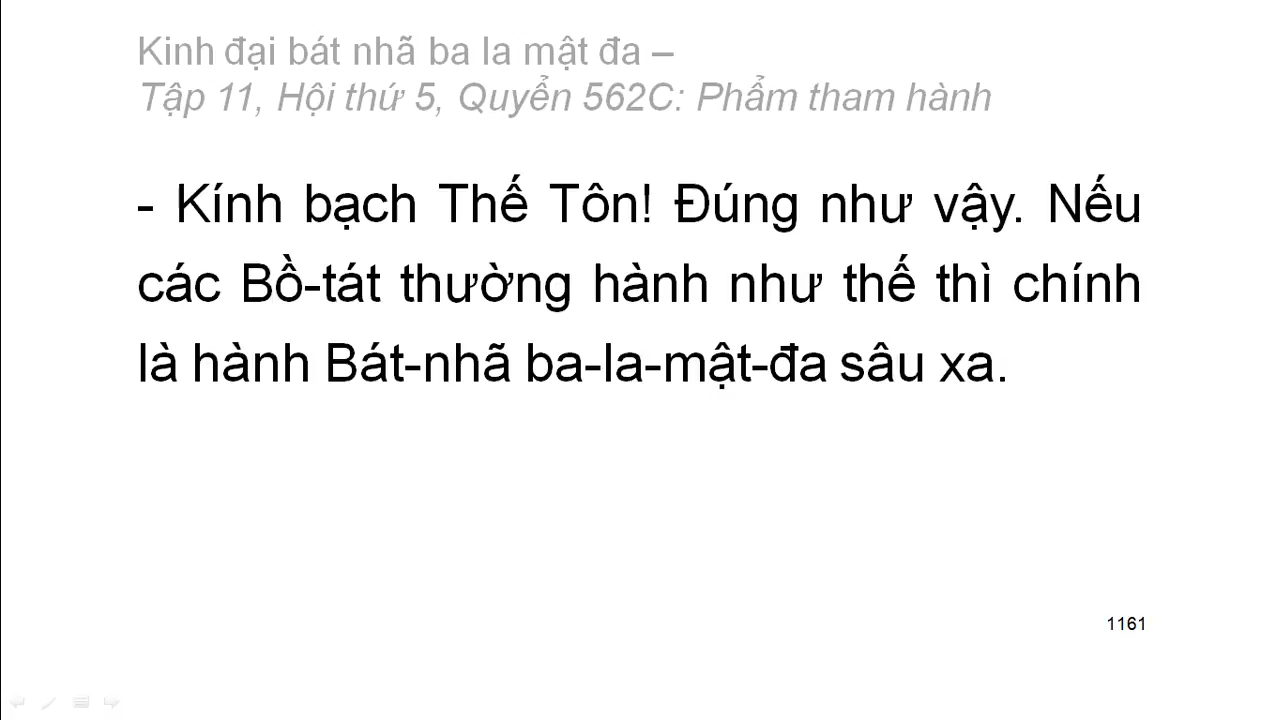 Kinh đại bát nhã ba la mật đa –
Tập 11, Hội thứ 5, Quyển 562C: Phẩm tham hành
- Kính bạch Thế Tôn! Đúng như vậy. Nếu
các Bồ-tát thường hành như thế thì chính
là hành Bát-nhã ba-la-mật-đa sâu xa.
1161